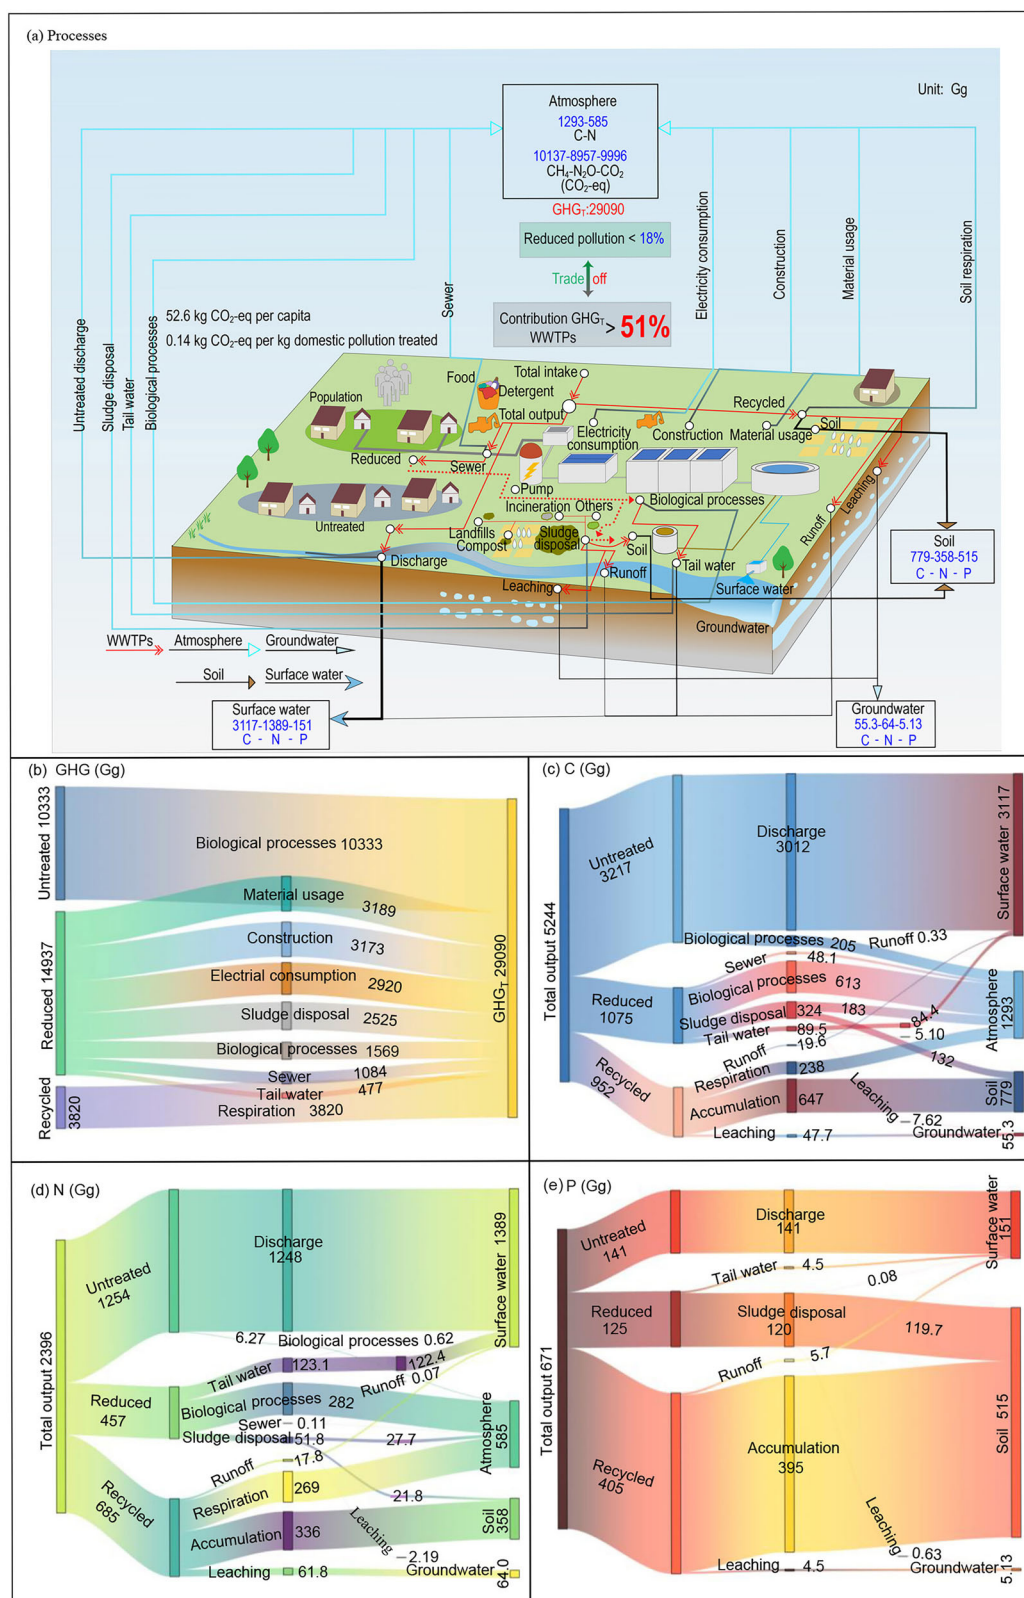 (a) Processes
Unit: Gg
Atmosphere
1293-585
C-N
10137-8957-9996
CH₄-N₂O-CO₂
(CO₂-eq)
GHG_T:29090
Reduced pollution < 18%
Trade off
Contribution GHG_T
WWTPs
> 51%
52.6 kg CO₂-eq per capita
0.14 kg CO₂-eq per kg domestic pollution treated
Untreated discharge
Sludge disposal
Tail water
Biological processes
Sewer
Electricity consumption
Construction
Material usage
Soil respiration
Population
Food
Detergent
Total intake
Total output
Reduced
Sewer
Electricity
consumption
Construction
Recycled
Material usage
Soil
Pump
Untreated
Incineration
Others
Biological processes
Landfills
Compost
Sludge
disposal
Soil
Tail water
Discharge
Leaching
Runoff
Surface water
Groundwater
Runoff
Leaching
Soil
779-358-515
C - N - P
WWTPs
Atmosphere
Groundwater
Soil
Surface water
Surface water
3117-1389-151
C - N - P
Groundwater
55.3-64-5.13
C - N - P
(b) GHG (Gg)
Untreated 10333
Biological processes 10333
Reduced 14937
Material usage
3189
Construction
3173
Electrial consumption
2920
Sludge disposal
2525
Biological processes
1569
Sewer
1084
Tail water
477
Recycled
3820
Respiration 3820
GHG_T 29090
(c) C (Gg)
Total output 5244
Untreated
3217
Discharge
3012
Surface water 3117
Biological processes 205
Runoff 0.33
Sewer
48.1
Reduced
1075
Biological processes
613
Sludge disposal
324
183
84.4
Tail water
89.5
5.10
Atmosphere
1293
Runoff
19.6
132
Recycled
952
Respiration
238
Accumulation
647
Leaching
7.62
Soil
779
Leaching
47.7
Groundwater
55.3
(d) N (Gg)
Total output 2396
Untreated
1254
Discharge
1248
Surface water 1389
6.27
Biological processes 0.62
Tail water
123.1
122.4
Runoff 0.07
Reduced
457
Biological processes
282
Sewer
0.11
Sludge disposal
51.8
27.7
Atmosphere
585
Runoff
17.8
Recycled
685
Respiration
269
21.8
Accumulation
336
Leaching
2.19
Soil
358
Leaching
61.8
Groundwater
64.0
(e) P (Gg)
Total output 671
Untreated
141
Discharge
141
Surface water
151
Tail water
4.5
0.08
Reduced
125
Sludge disposal
120
119.7
Runoff
5.7
Recycled
405
Accumulation
395
Soil 515
Leaching
0.63
Leaching
4.5
Groundwater
5.13